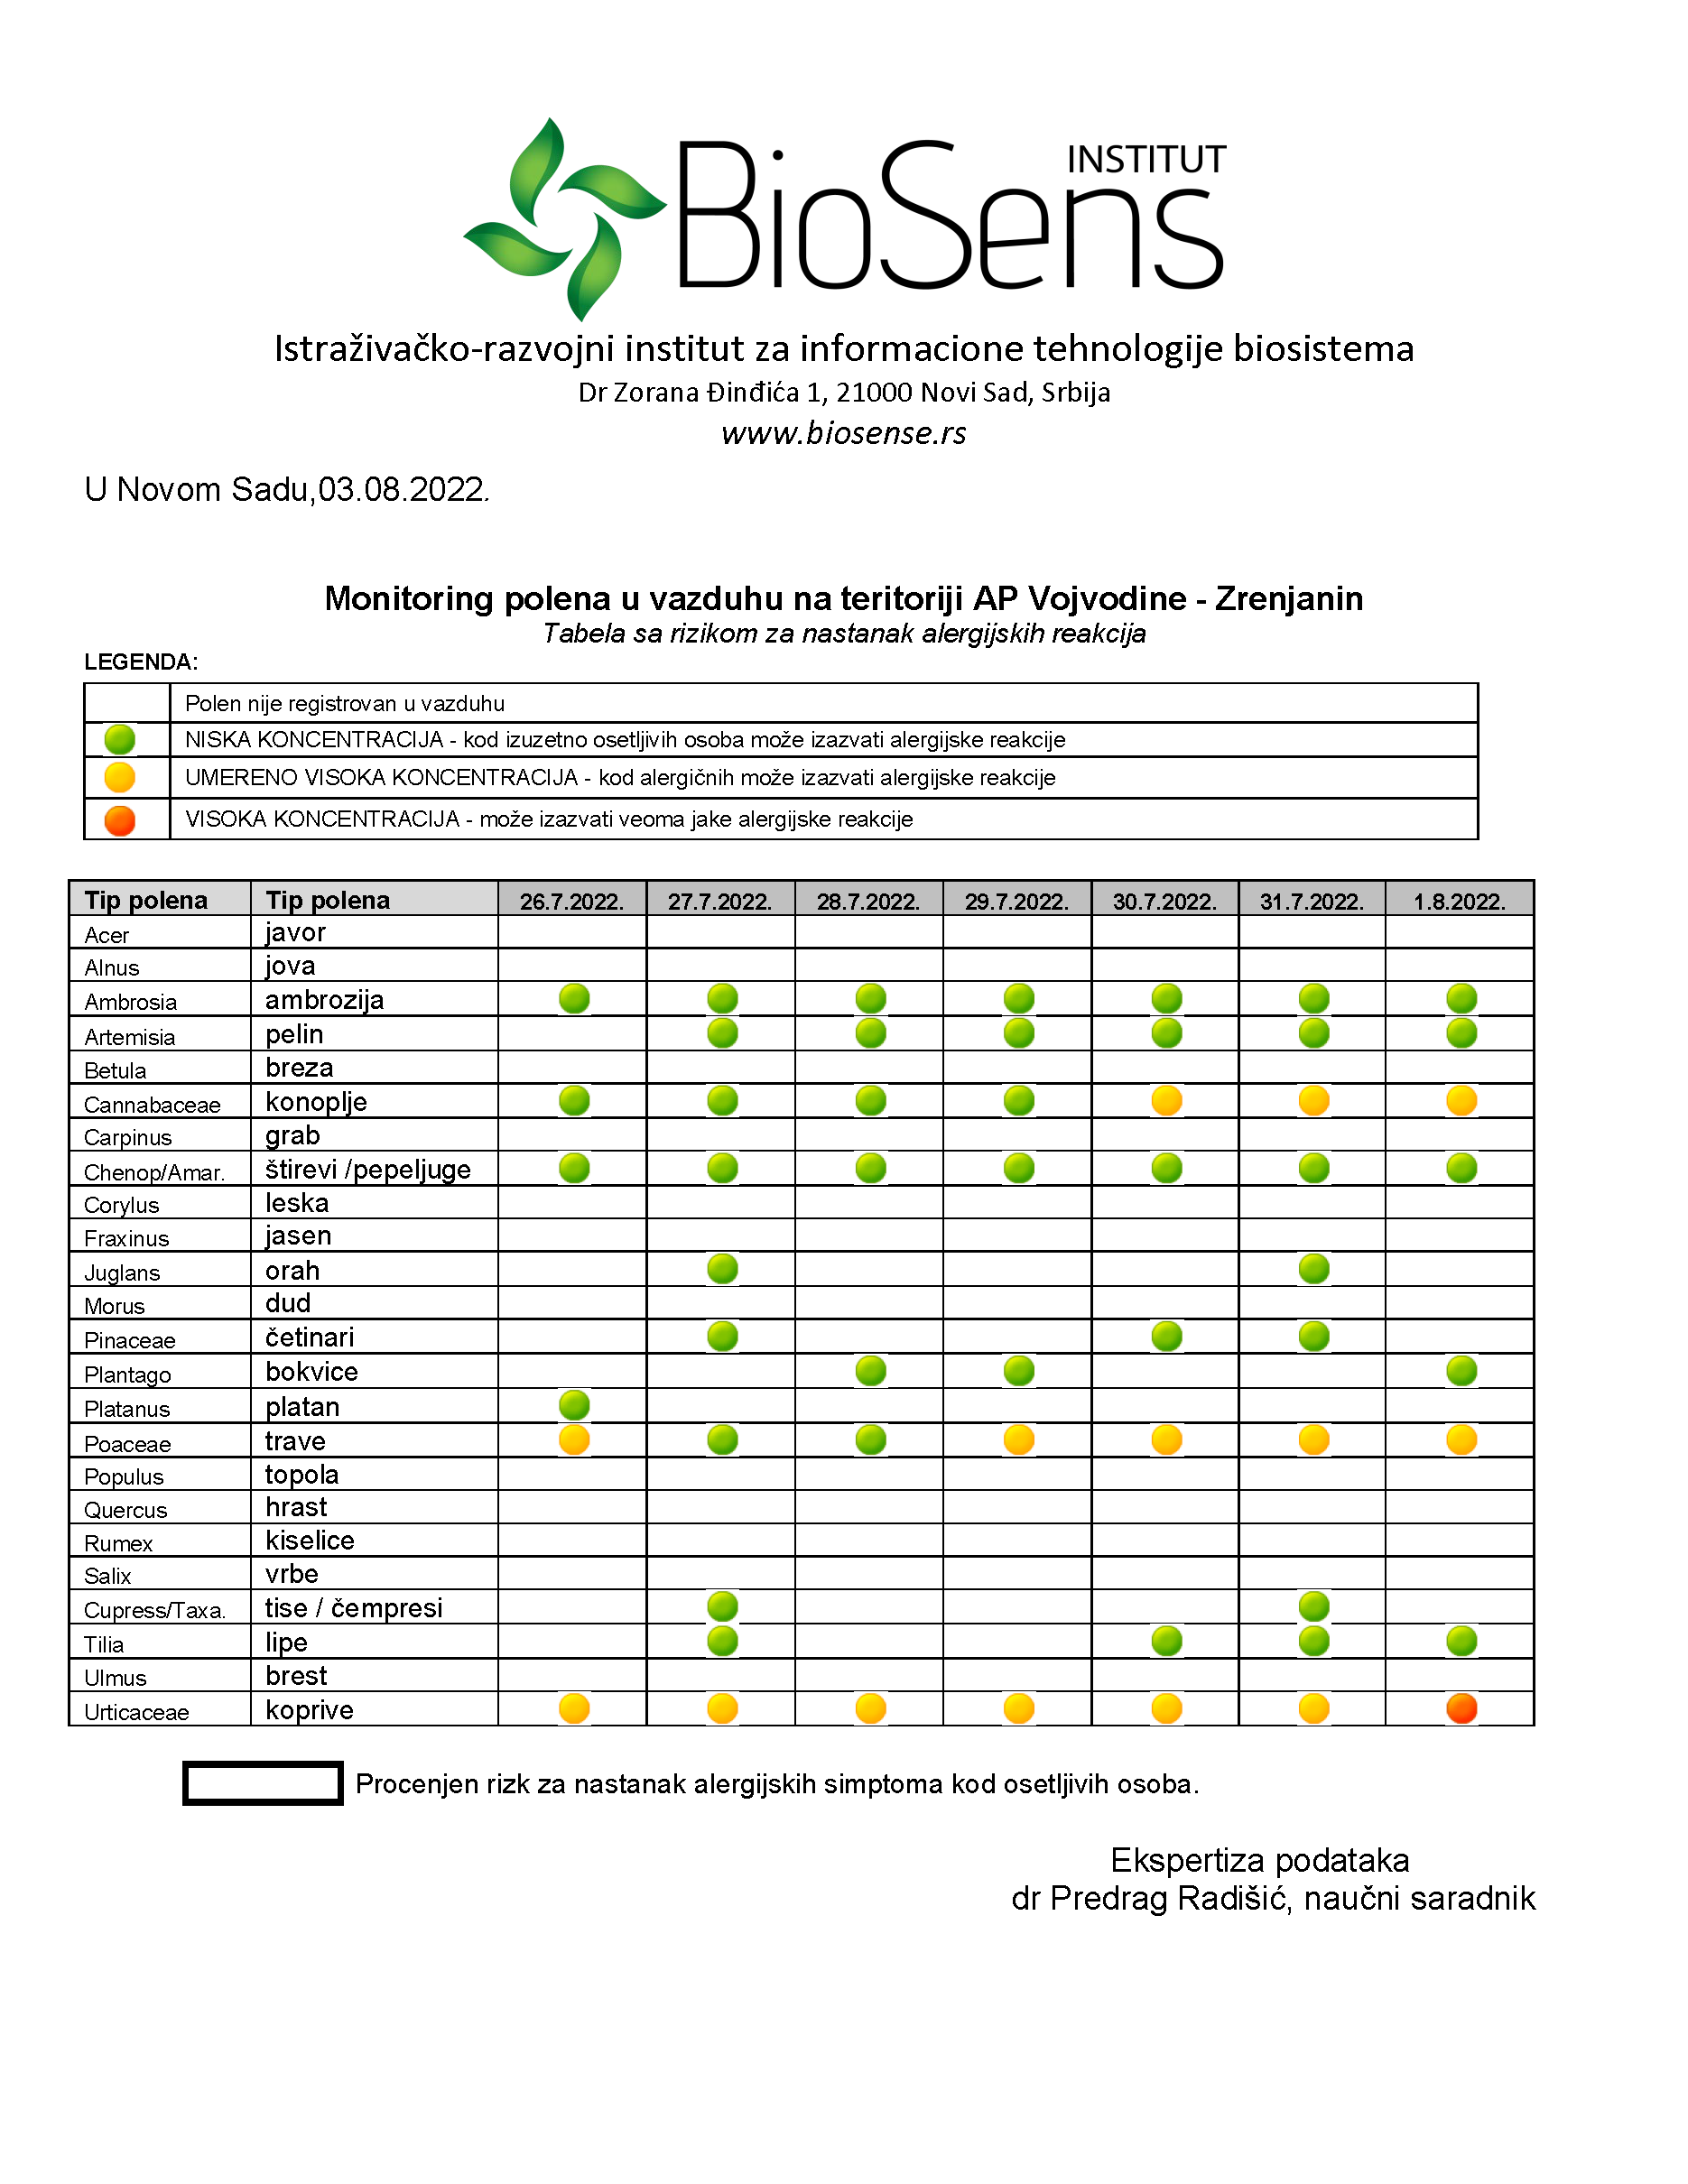 INSTITUT
BioSens
Istraživačko-razvojni institut za informacione tehnologije biosistema
Dr Zorana Đinđića 1, 21000 Novi Sad, Srbija
www.biosense.rs
U Novom Sadu,03.08.2022.
Monitoring polena u vazduhu na teritoriji AP Vojvodine - Zrenjanin
Tabela sa rizikom za nastanak alergijskih reakcija
LEGENDA:
Polen nije registrovan u vazduhu
NISKA KONCENTRACIJA - kod izuzetno osetljivih osoba može izazvati alergijske reakcije
UMERENO VISOKA KONCENTRACIJA - kod alergičnih može izazvati alergijske reakcije
VISOKA KONCENTRACIJA - može izazvati veoma jake alergijske reakcije
Tip polena Tip polena 26.7.2022. 27.7.2022. 28.7.2022. 29.7.2022. 30.7.2022. 31.7.2022. 1.8.2022.
Acer javor
Alnus jova
Ambrosia ambrozija
Artemisia pelin
Betula breza
Cannabaceae konoplje
Carpinus grab
Chenop/Amar. štirevi /pepeljuge
Corylus leska
Fraxinus jasen
Juglans orah
Morus dud
Pinaceae četinari
Plantago bokvice
Platanus platan
Poaceae trave
Populus topola
Quercus hrast
Rumex kiselice
Salix vrbe
Cupress/Taxa. tise / čempresi
Tilia lipe
Ulmus brest
Urticaceae koprive
Procenjen rizk za nastanak alergijskih simptoma kod osetljivih osoba.
Ekspertiza podataka
dr Predrag Radišić, naučni saradnik